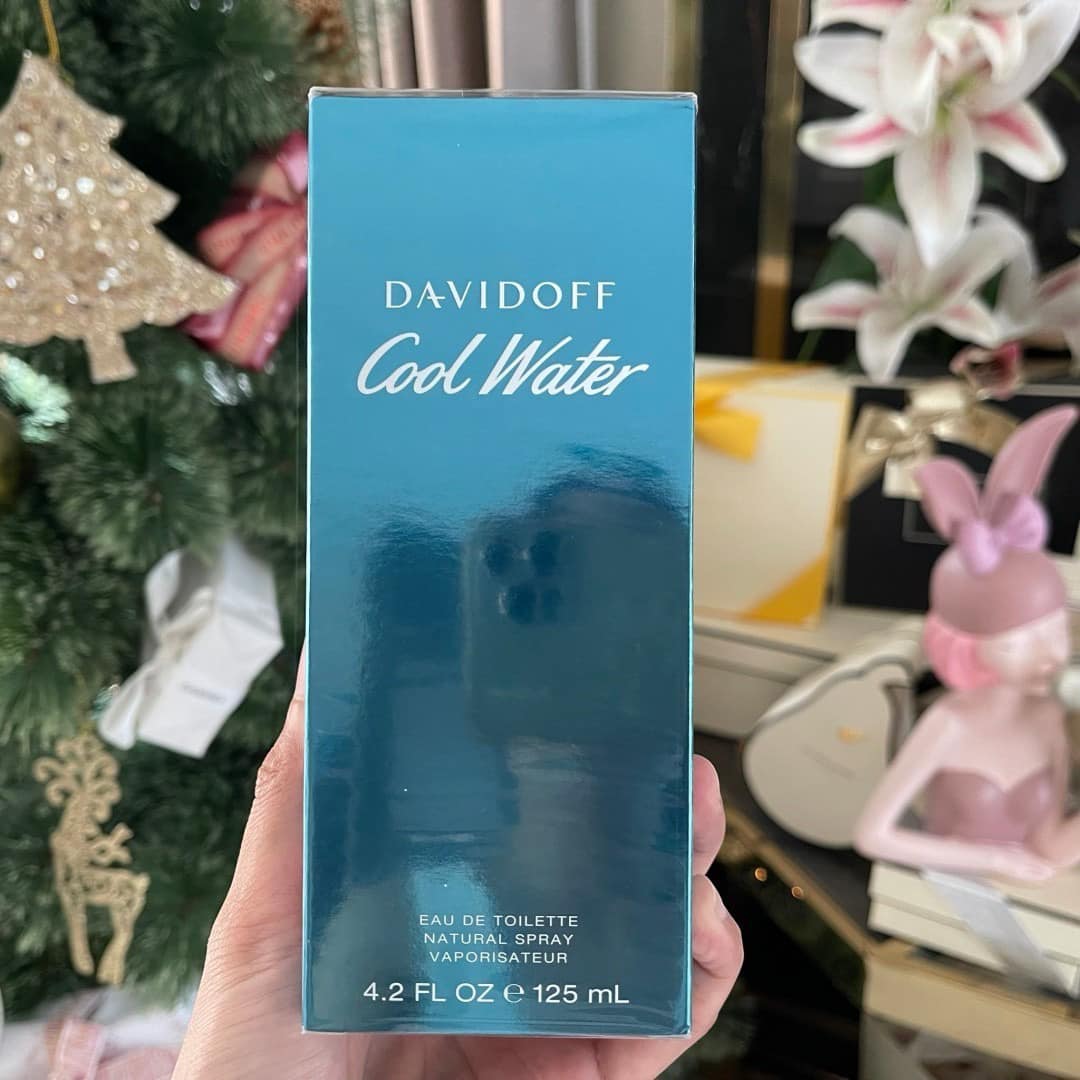 DAVIDOFF
Cool Water
EAU DE TOILETTE
NATURAL SPRAY
VAPORISATEUR
4.2 FL OZ ℮ 125 mL